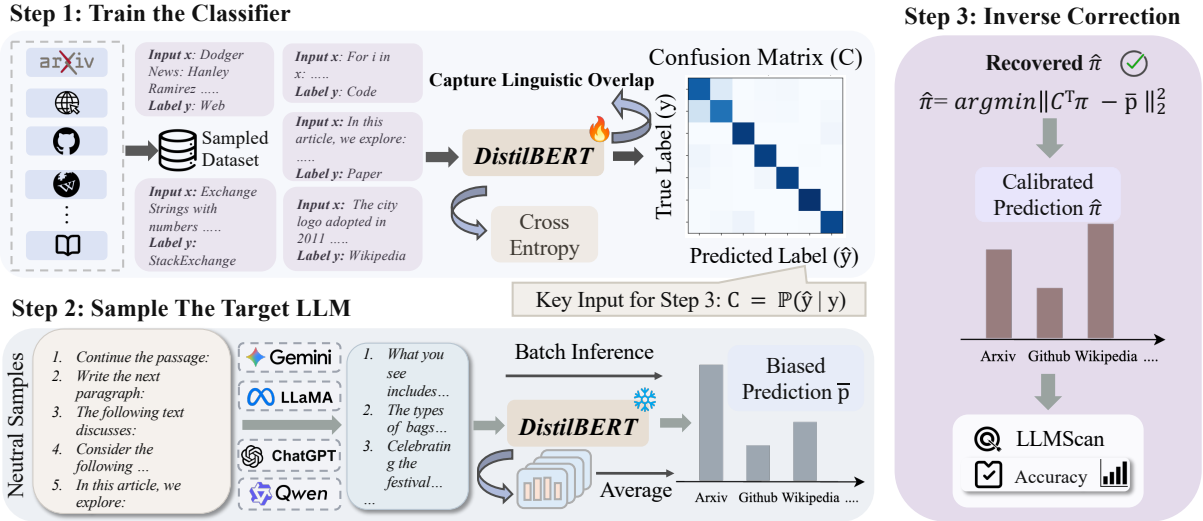 Step 1: Train the Classifier
arXiv
Input x: Dodger
News: Hanley
Ramirez …..
Label y: Web
Input x: For i in
x: …..
Label y: Code
Sampled
Dataset
Input x: In this
article, we explore:
…..
Label y: Paper
Input x: Exchange
Strings with
numbers …..
Label y:
StackExchange
Input x: The city
logo adopted in
2011 …..
Label y: Wikipedia
Capture Linguistic Overlap
DistilBERT
Cross
Entropy
Confusion Matrix (C)
True Label (y)
Predicted Label (ŷ)
Key Input for Step 3: C = ℙ(ŷ | y)
Step 2: Sample The Target LLM
Neutral Samples
1. Continue the passage:
2. Write the next
paragraph:
3. The following text
discusses:
4. Consider the
following …
5. In this article, we
explore:
Gemini
LLaMA
ChatGPT
Qwen
1. What you
see
includes…
2. The types
of bags…
3. Celebratin
g the
festival…
…
Batch Inference
DistilBERT
Average
Biased
Prediction p̅
Arxiv Github Wikipedia ....
Step 3: Inverse Correction
Recovered π̂
π̂= argmin‖Cᵀπ − p̅ ‖₂²
Calibrated
Prediction π̂
Arxiv Github Wikipedia ....
LLMScan
Accuracy